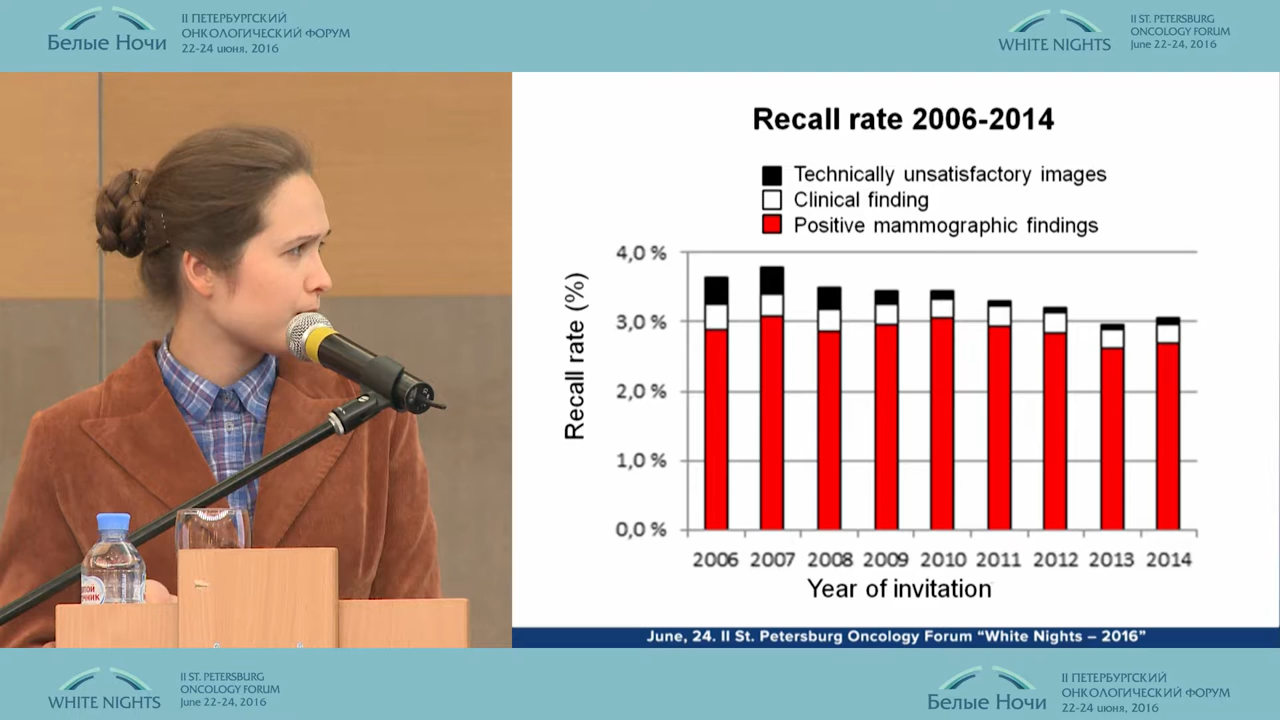 Белые Ночи
II ПЕТЕРБУРГСКИЙ
ОНКОЛОГИЧЕСКИЙ ФОРУМ
22-24 июня, 2016
WHITE NIGHTS
II ST. PETERSBURG
ONCOLOGY FORUM
June 22-24, 2016
Recall rate 2006-2014
Technically unsatisfactory images
Clinical finding
Positive mammographic findings
Recall rate (%)
4,0 %
3,0 %
2,0 %
1,0 %
0,0 %
2006 2007 2008 2009 2010 2011 2012 2013 2014
Year of invitation
June, 24. II St. Petersburg Oncology Forum “White Nights – 2016”
WHITE NIGHTS
II ST. PETERSBURG
ONCOLOGY FORUM
June 22-24, 2016
Белые Ночи
II ПЕТЕРБУРГСКИЙ
ОНКОЛОГИЧЕСКИЙ ФОРУМ
22-24 июня, 2016